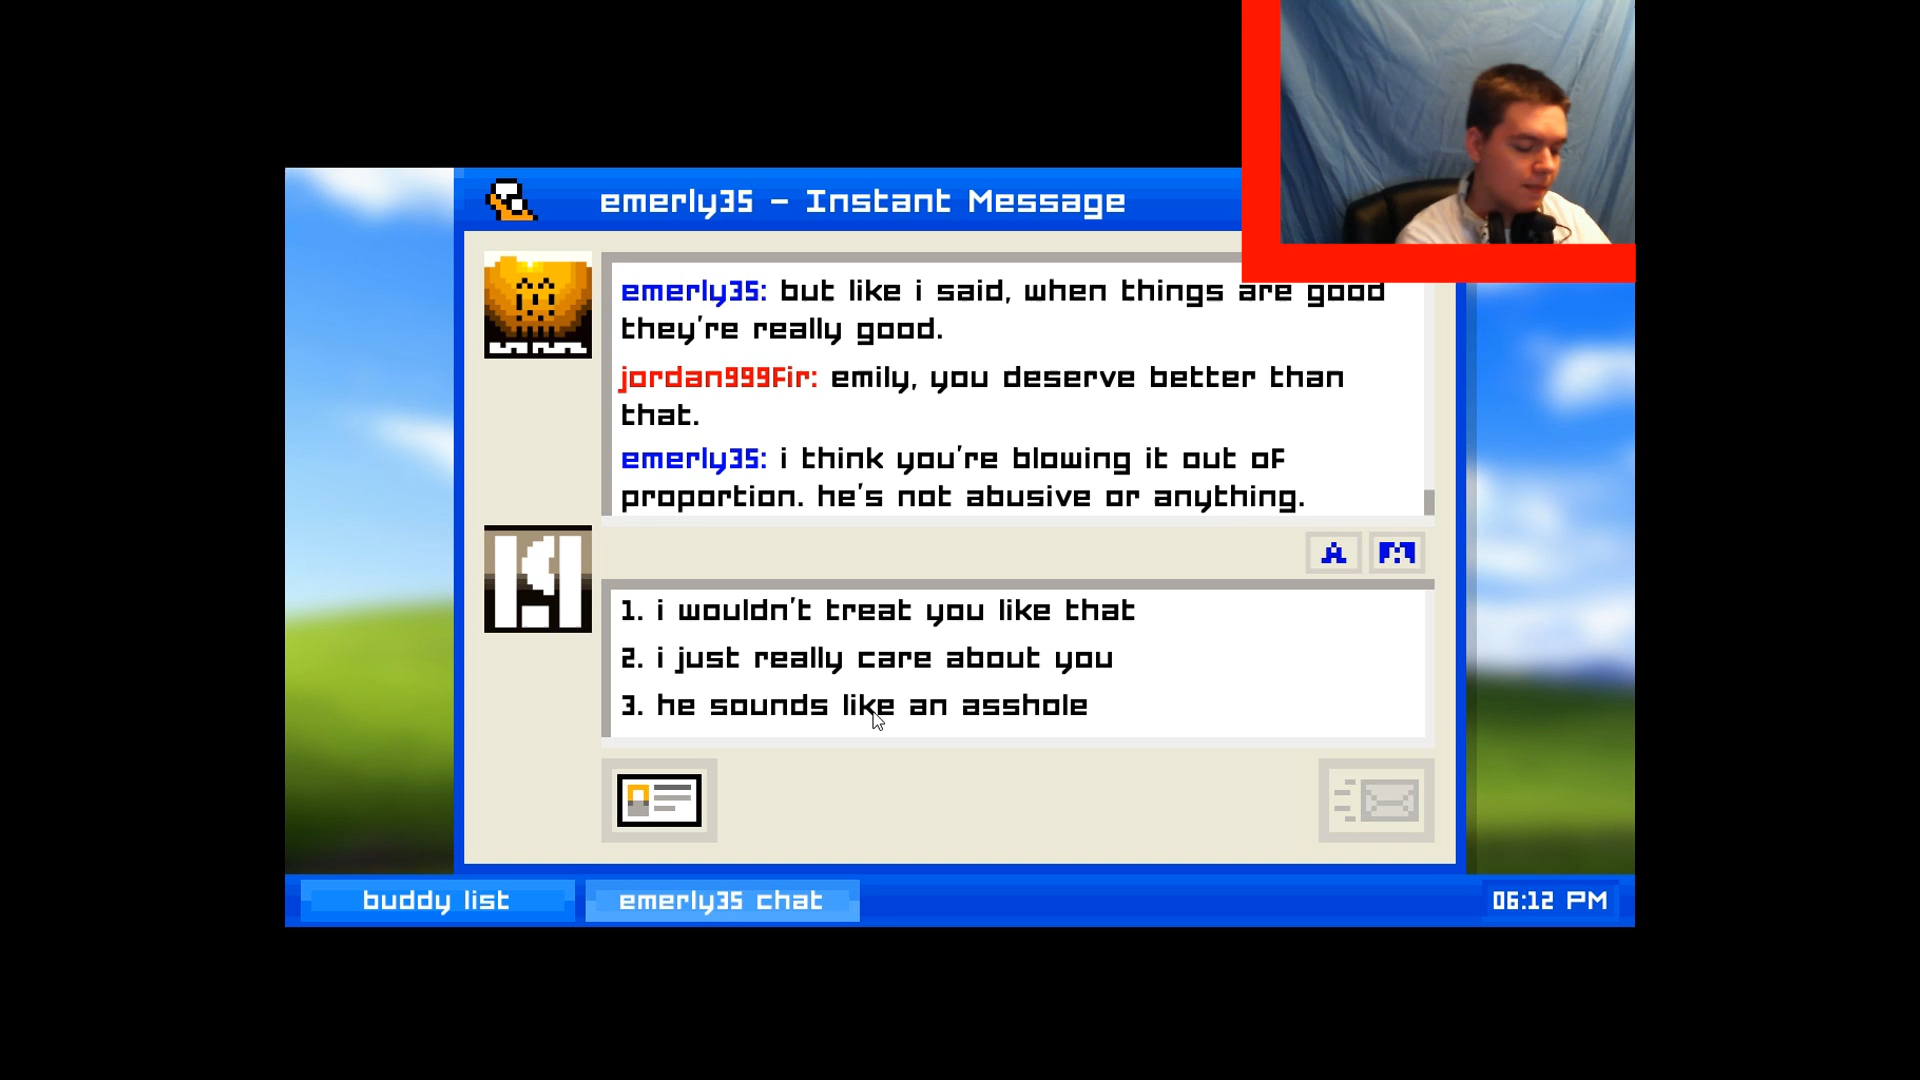 emerly35 - Instant Message
emerly35: but like i said, when things are good
they're really good.
jordan999fir: emily, you deserve better than
that.
emerly35: i think you're blowing it out of
proportion. he's not abusive or anything.
A
1. i wouldn't treat you like that
2. i just really care about you
3. he sounds like an asshole
buddy list
emerly35 chat
06:12 PM